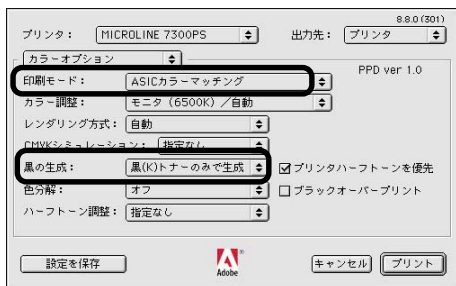 8.8.0 (301)
プリンタ： MICROLINE 7300PS 出力先： プリンタ
カラーオプション
PPD ver 1.0
印刷モード： ASICカラーマッチング
カラー調整： モニタ（6500K）／自動
レンダリング方式： 自動
CMYKシミュレーション： 指定なし
黒の生成： 黒(K)トナーのみで生成 プリンタハーフトーンを優先
色分解： オフ ブラックオーバープリント
ハーフトーン調整： 指定なし
設定を保存 Adobe キャンセル プリント